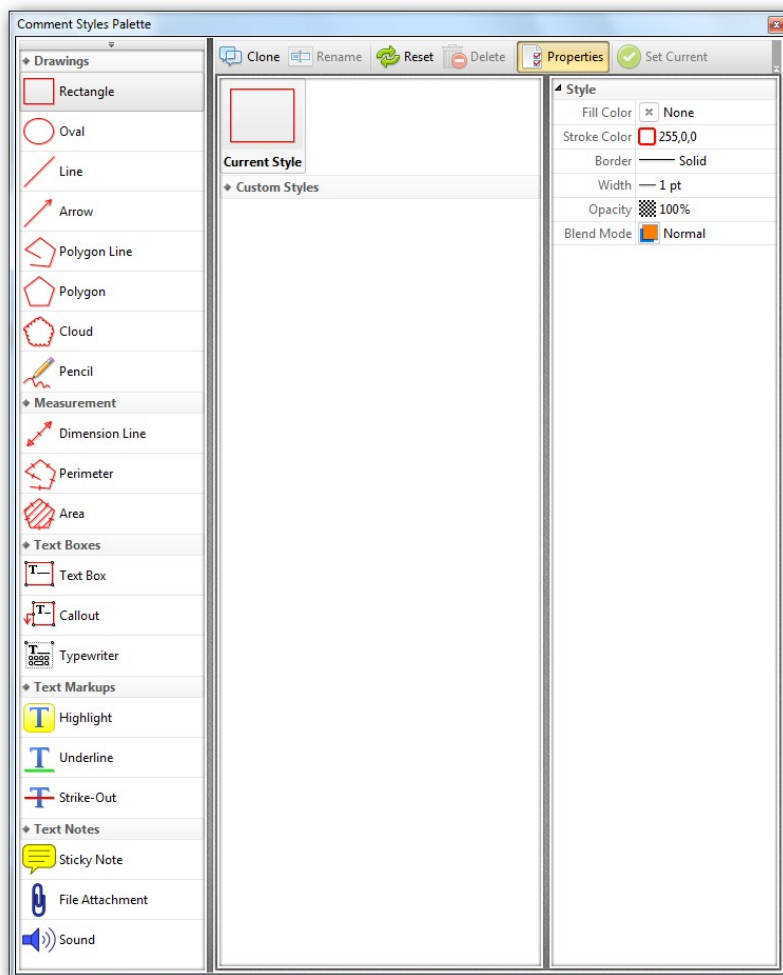 Comment Styles Palette
Drawings
Rectangle
Oval
Line
Arrow
Polygon Line
Polygon
Cloud
Pencil
Measurement
Dimension Line
Perimeter
Area
Text Boxes
Text Box
Callout
Typewriter
Text Markups
Highlight
Underline
Strike-Out
Text Notes
Sticky Note
File Attachment
Sound
Clone Rename Reset Delete Properties Set Current
Current Style
Custom Styles
Style
Fill Color None
Stroke Color 255,0,0
Border Solid
Width 1 pt
Opacity 100%
Blend Mode Normal